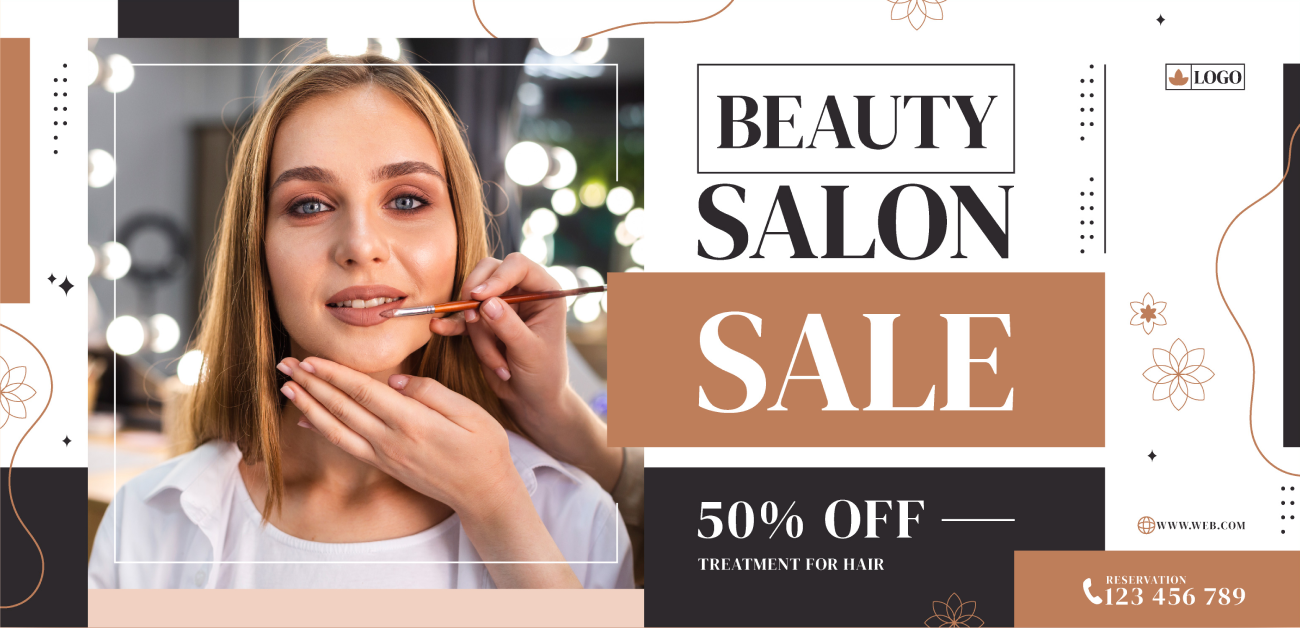 LOGO
BEAUTY
SALON
SALE
50% OFF
TREATMENT FOR HAIR
WWW.WEB.COM
RESERVATION
123 456 789